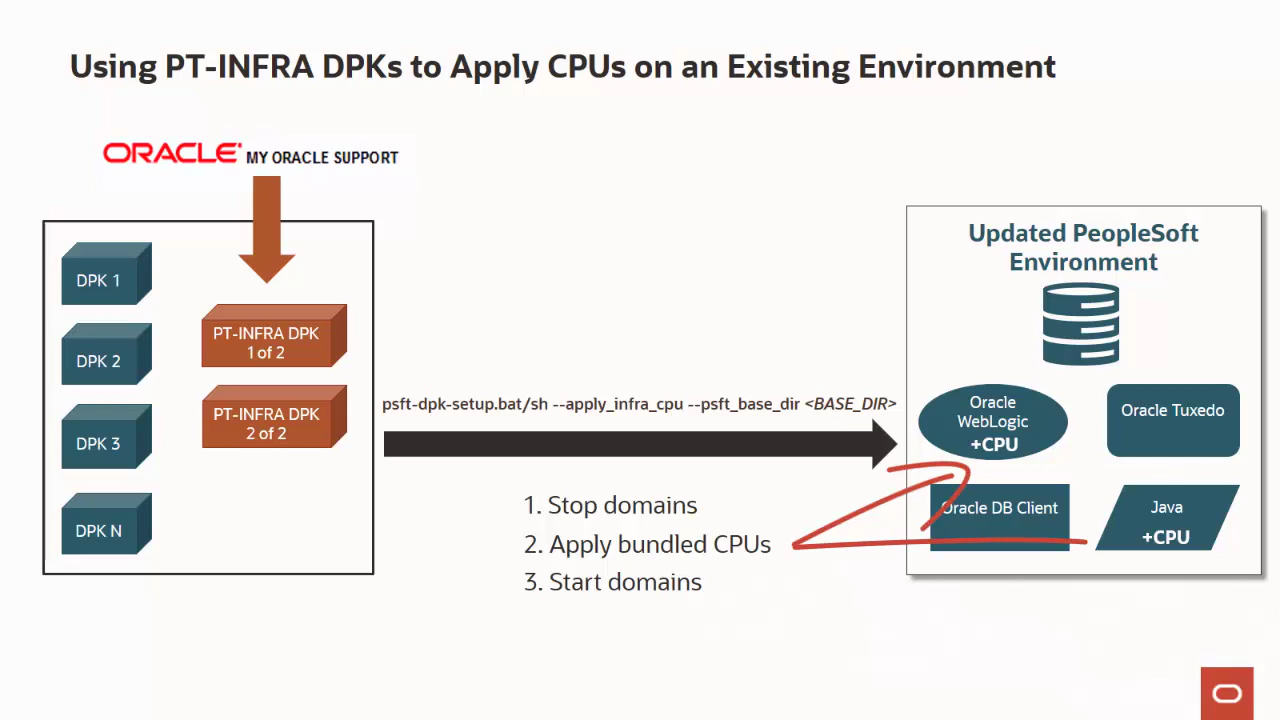 Using PT-INFRA DPKs to Apply CPUs on an Existing Environment
ORACLE® MY ORACLE SUPPORT
DPK 1
DPK 2
DPK 3
DPK N
PT-INFRA DPK
1 of 2
PT-INFRA DPK
2 of 2
psft-dpk-setup.bat/sh --apply_infra_cpu --psft_base_dir <BASE_DIR>
1. Stop domains
2. Apply bundled CPUs
3. Start domains
Updated PeopleSoft
Environment
Oracle
WebLogic
+CPU
Oracle Tuxedo
Oracle DB Client
Java
+CPU